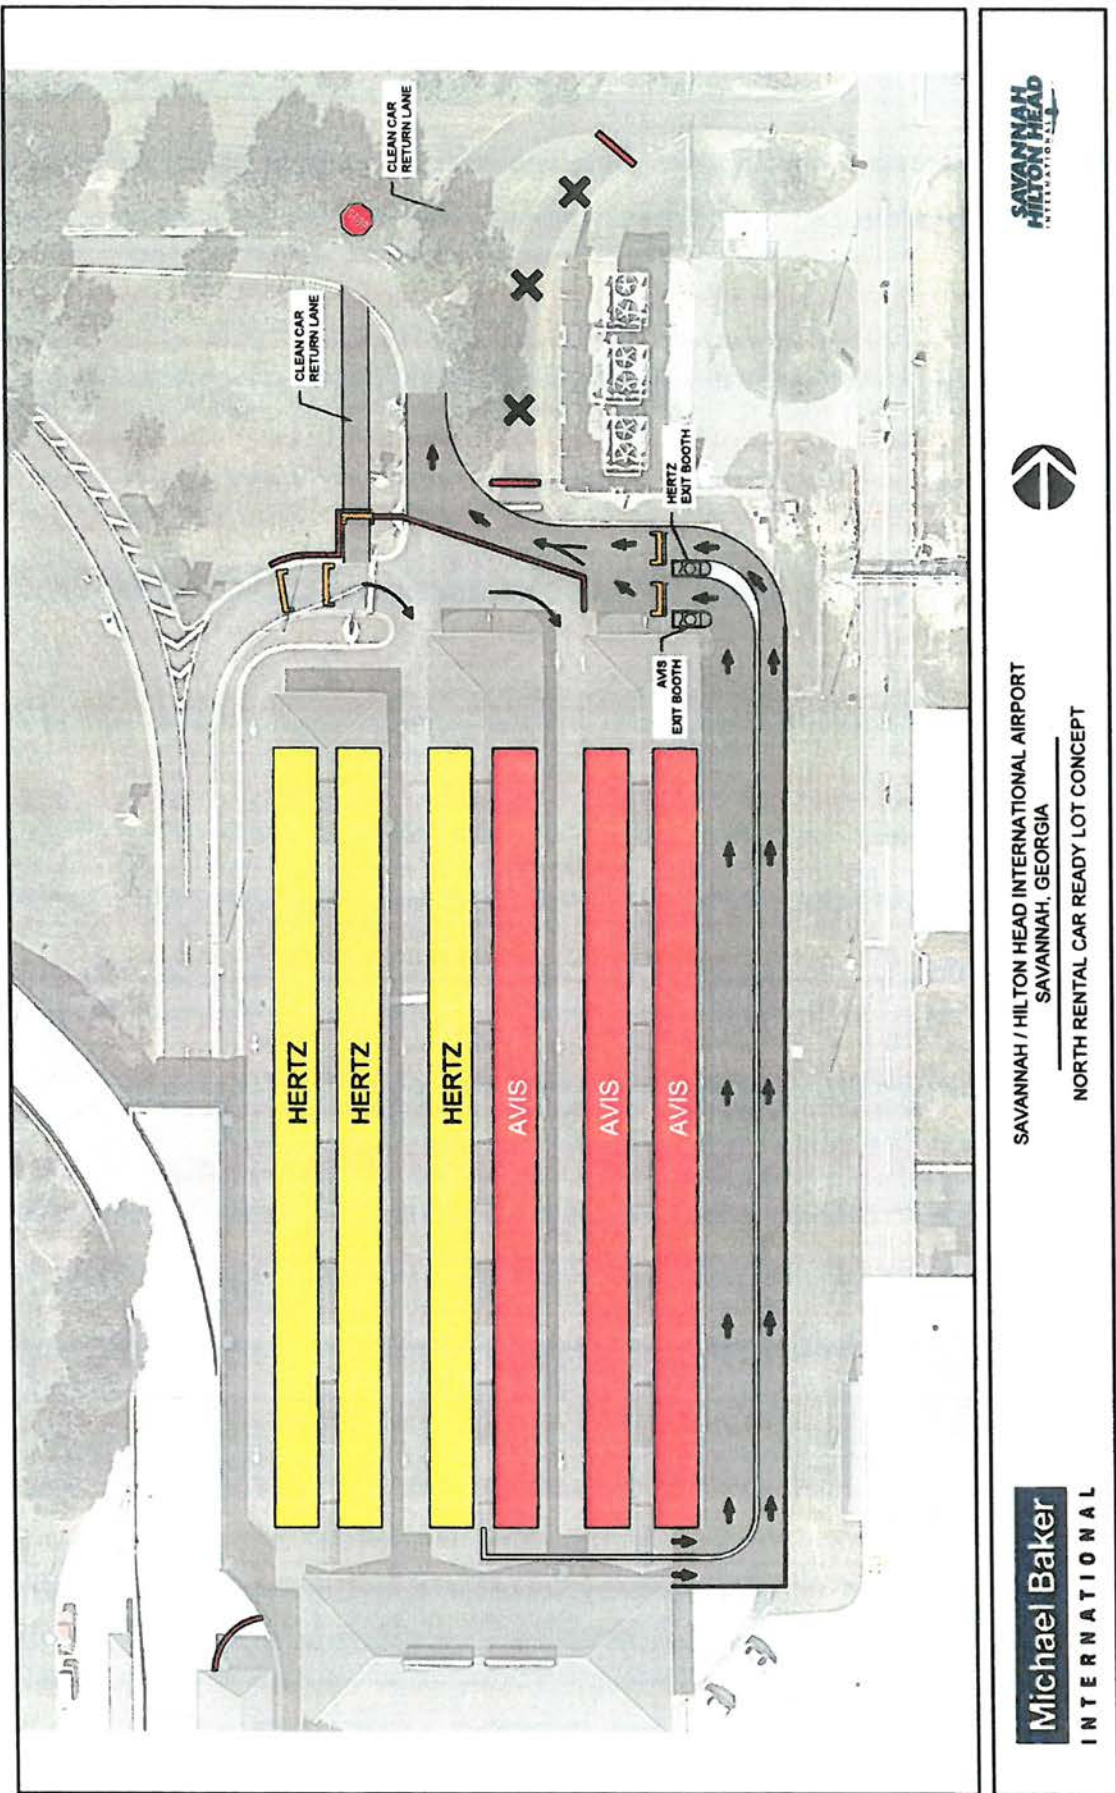 CLEAN CAR
RETURN LANE
CLEAN CAR
RETURN LANE
STOP
HERTZ
HERTZ
HERTZ
AVIS
AVIS
AVIS
AVIS
EXIT BOOTH
HERTZ
EXIT BOOTH
Michael Baker
INTERNATIONAL
SAVANNAH / HILTON HEAD INTERNATIONAL AIRPORT
SAVANNAH, GEORGIA
NORTH RENTAL CAR READY LOT CONCEPT
SAVANNAH
HILTON HEAD
INTERNATIONAL